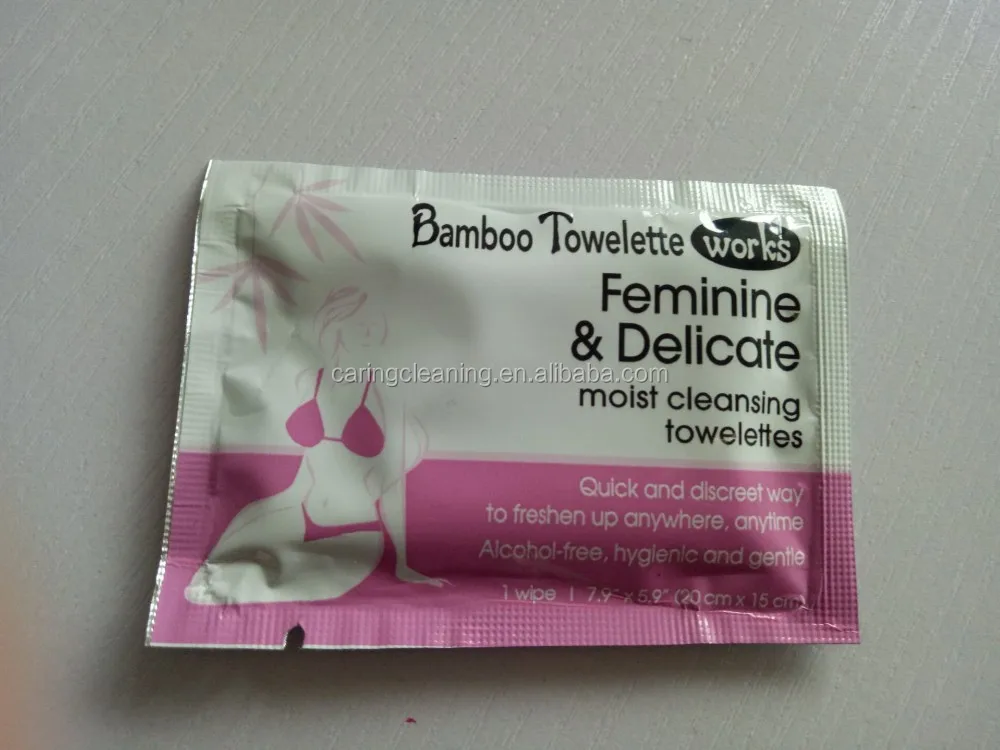 Bamboo Towelette works
Feminine
& Delicate
caringcleaning.en.alibaba.com
moist cleansing
towelettes
Quick and discreet way
to freshen up anywhere, anytime
Alcohol-free, hygienic and gentle
1 wipe | 7.9" x 5.9" (20 cm x 15 cm)